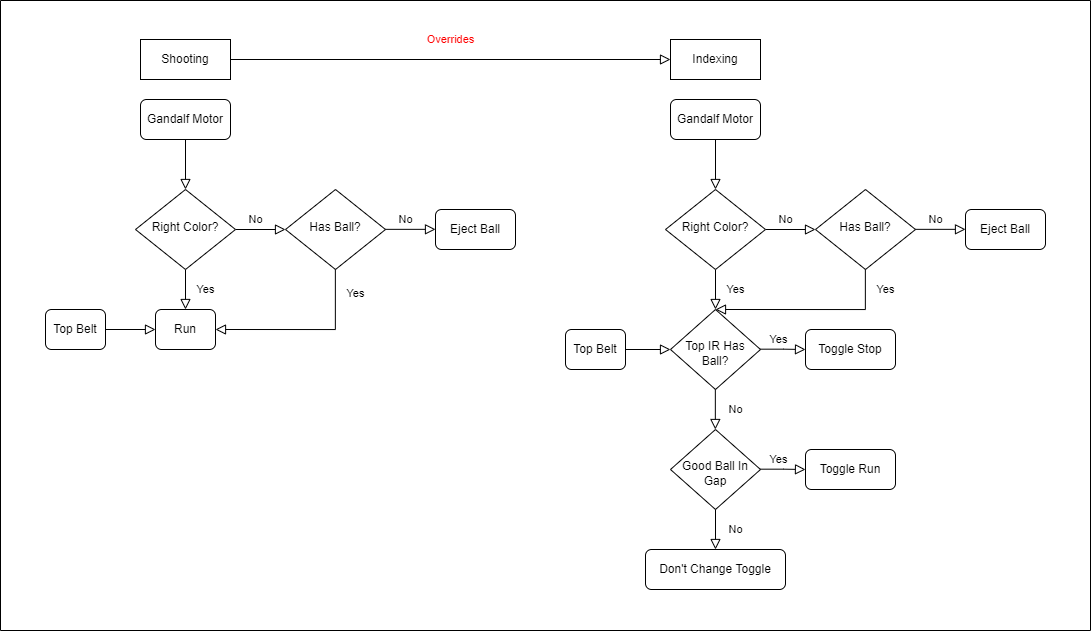 Overrides
Shooting
Indexing
Gandalf Motor
Gandalf Motor
Right Color?
No
Has Ball?
No
Eject Ball
Right Color?
No
Has Ball?
No
Eject Ball
Yes
Yes
Yes
Yes
Top Belt
Run
Top Belt
Top IR Has
Ball?
Yes
Toggle Stop
No
Good Ball In
Gap
Yes
Toggle Run
No
Don't Change Toggle